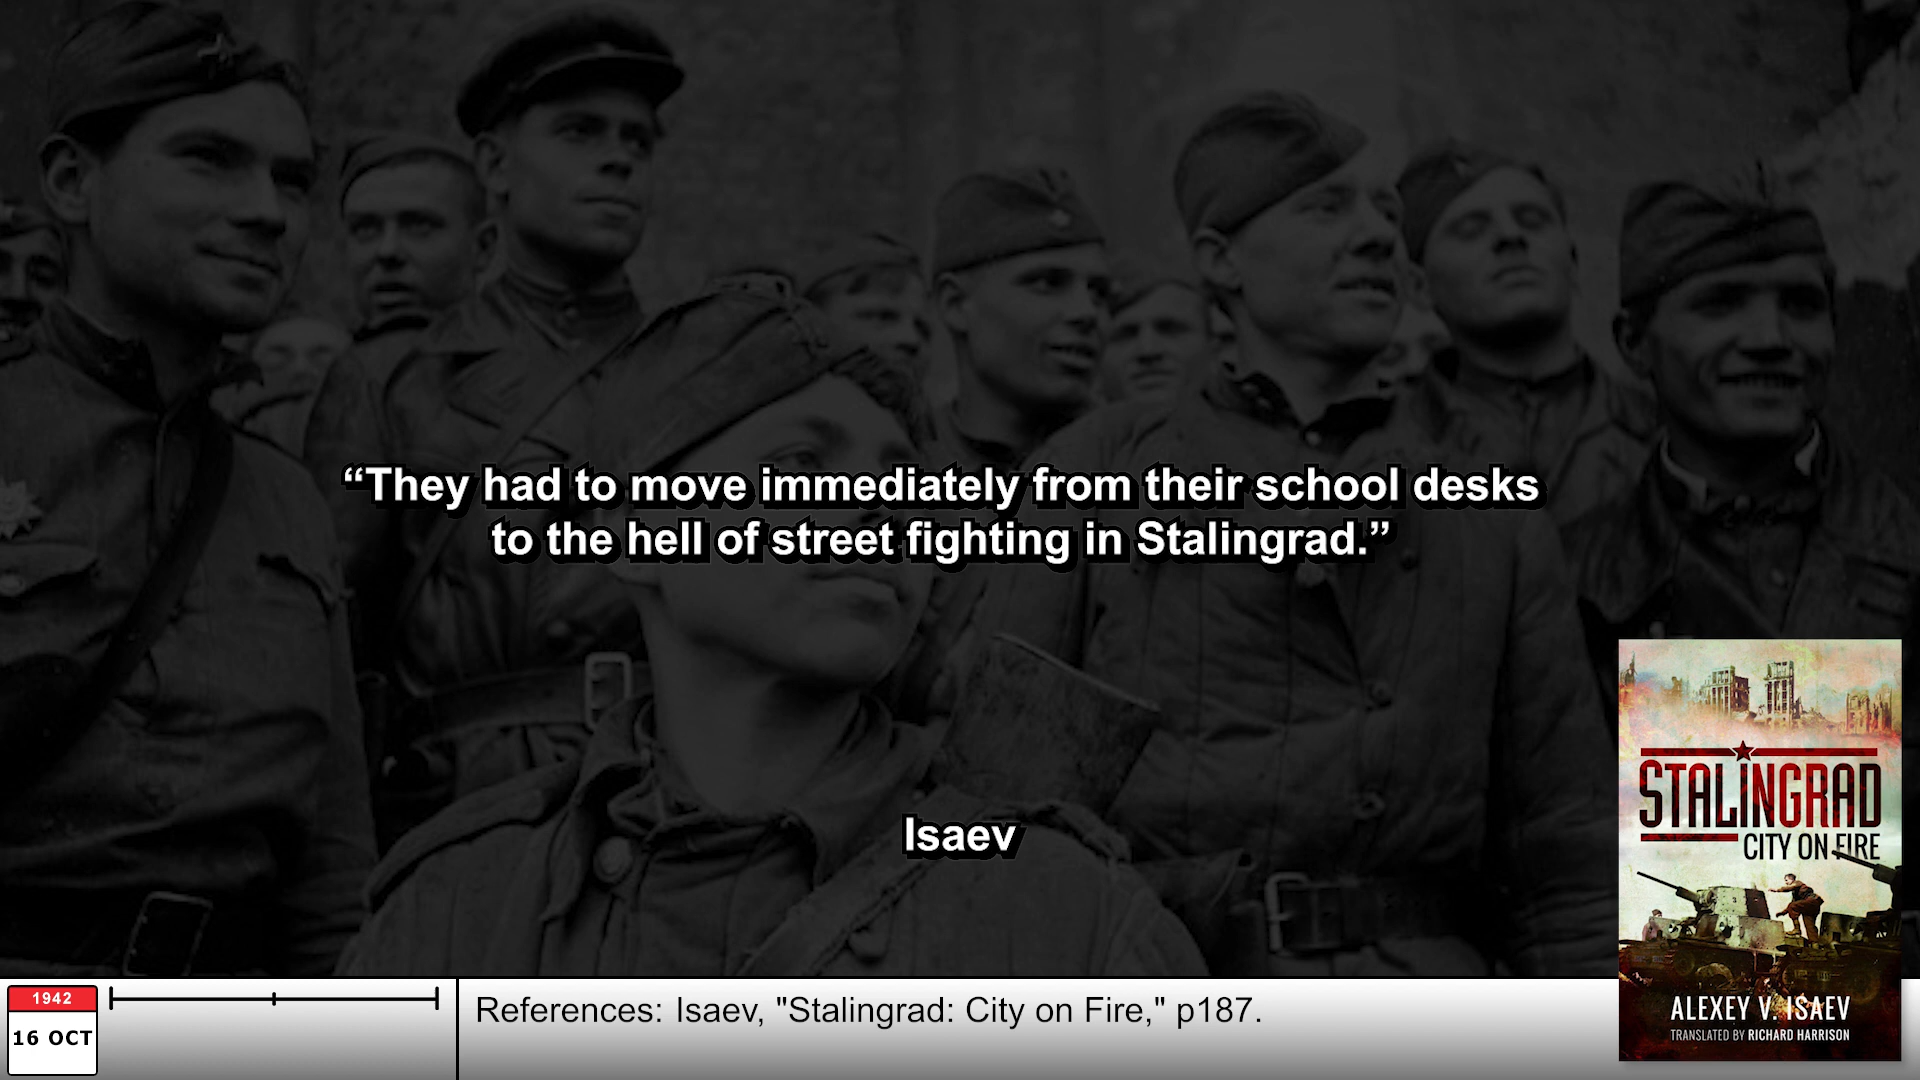 “They had to move immediately from their school desks
to the hell of street fighting in Stalingrad.”
Isaev
STALINGRAD
CITY ON FIRE
ALEXEY V. ISAEV
TRANSLATED BY RICHARD HARRISON
1942
16 OCT
References: Isaev, "Stalingrad: City on Fire," p187.